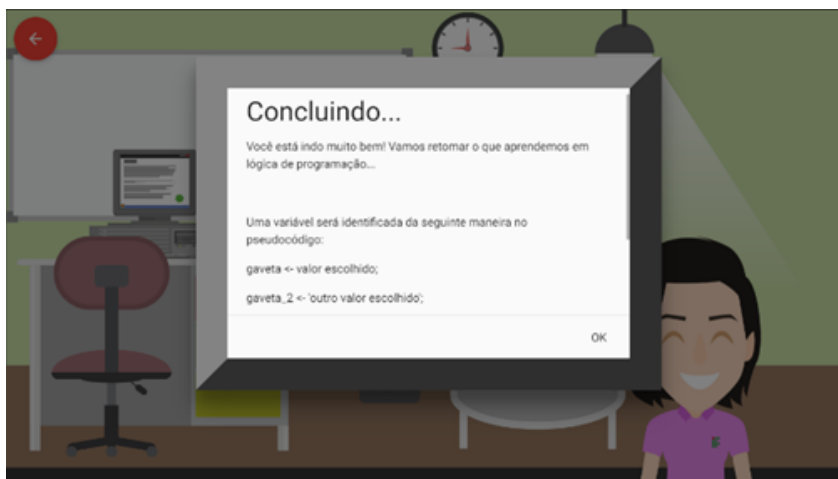 Concluindo...
Você está indo muito bem! Vamos retomar o que aprendemos em
lógica de programação...
Uma variável será identificada da seguinte maneira no
pseudocódigo:
gaveta <- valor escolhido;
gaveta_2 <- 'outro valor escolhido';
OK